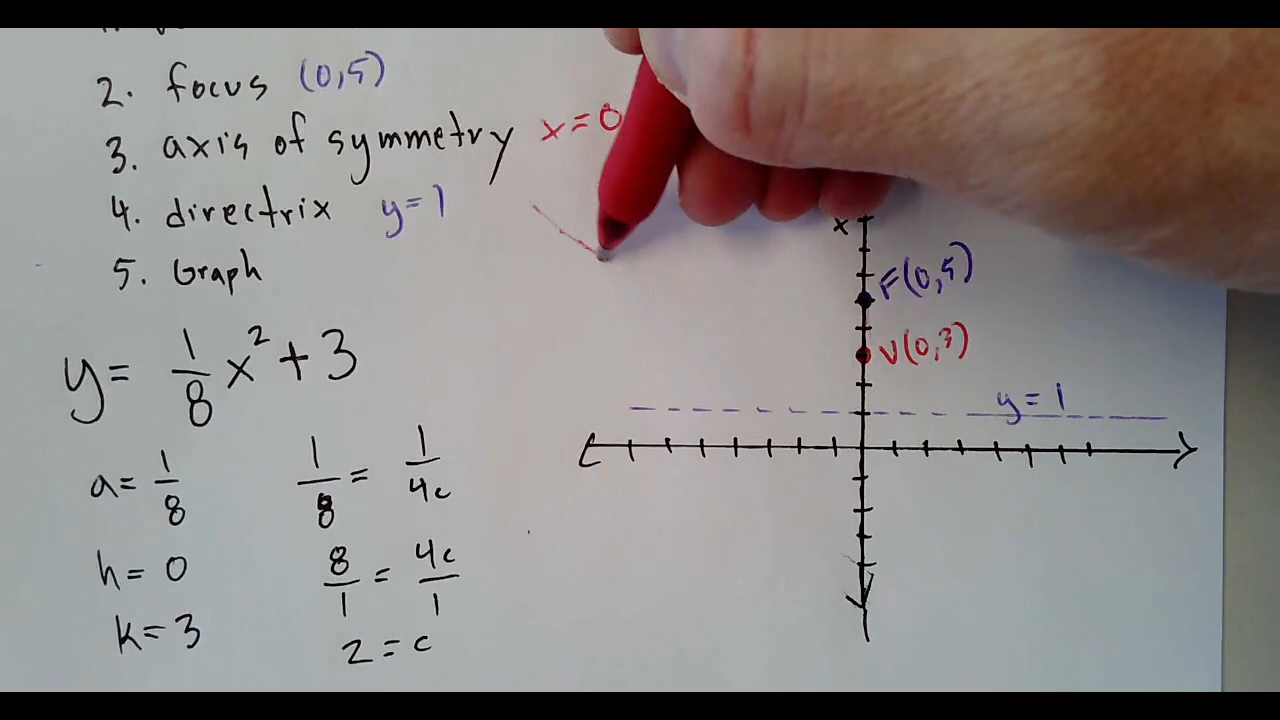 2. focus (0,5)
3. axis of symmetry x=0
4. directrix y=1
5. Graph
x
F(0,5)
V(0,3)
y=1
y= 1/8 x² + 3
a= 1/8
1/8 = 1/4c
h= 0
8/1 = 4c/1
k=3
2=c